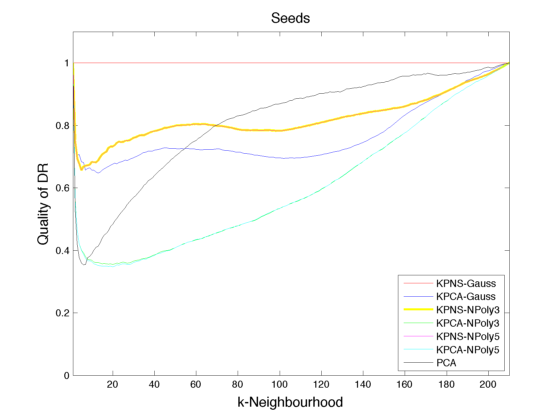 Seeds
1
0.8
0.6
0.4
0.2
0
Quality of DR
20 40 60 80 100 120 140 160 180 200
k-Neighbourhood
KPNS-Gauss
KPCA-Gauss
KPNS-NPoly3
KPCA-NPoly3
KPNS-NPoly5
KPCA-NPoly5
PCA